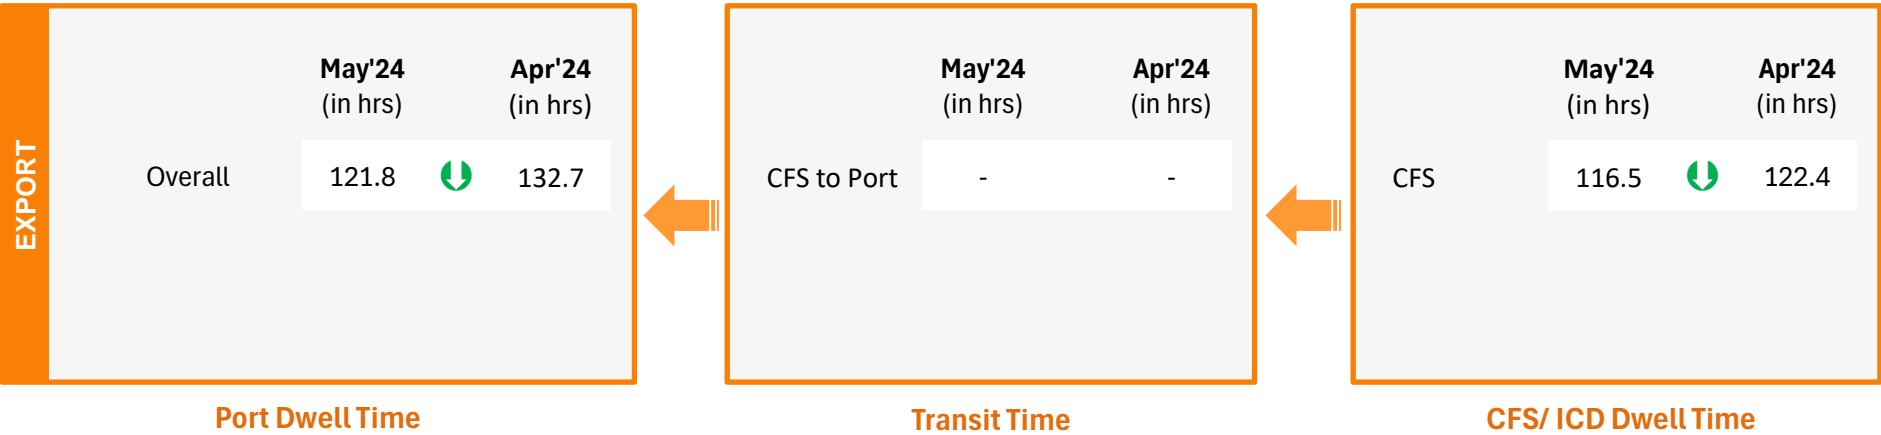 EXPORT
May'24 Apr'24
(in hrs) (in hrs)
Overall 121.8 132.7
Port Dwell Time
May'24 Apr'24
(in hrs) (in hrs)
CFS to Port - -
Transit Time
May'24 Apr'24
(in hrs) (in hrs)
CFS 116.5 122.4
CFS/ ICD Dwell Time